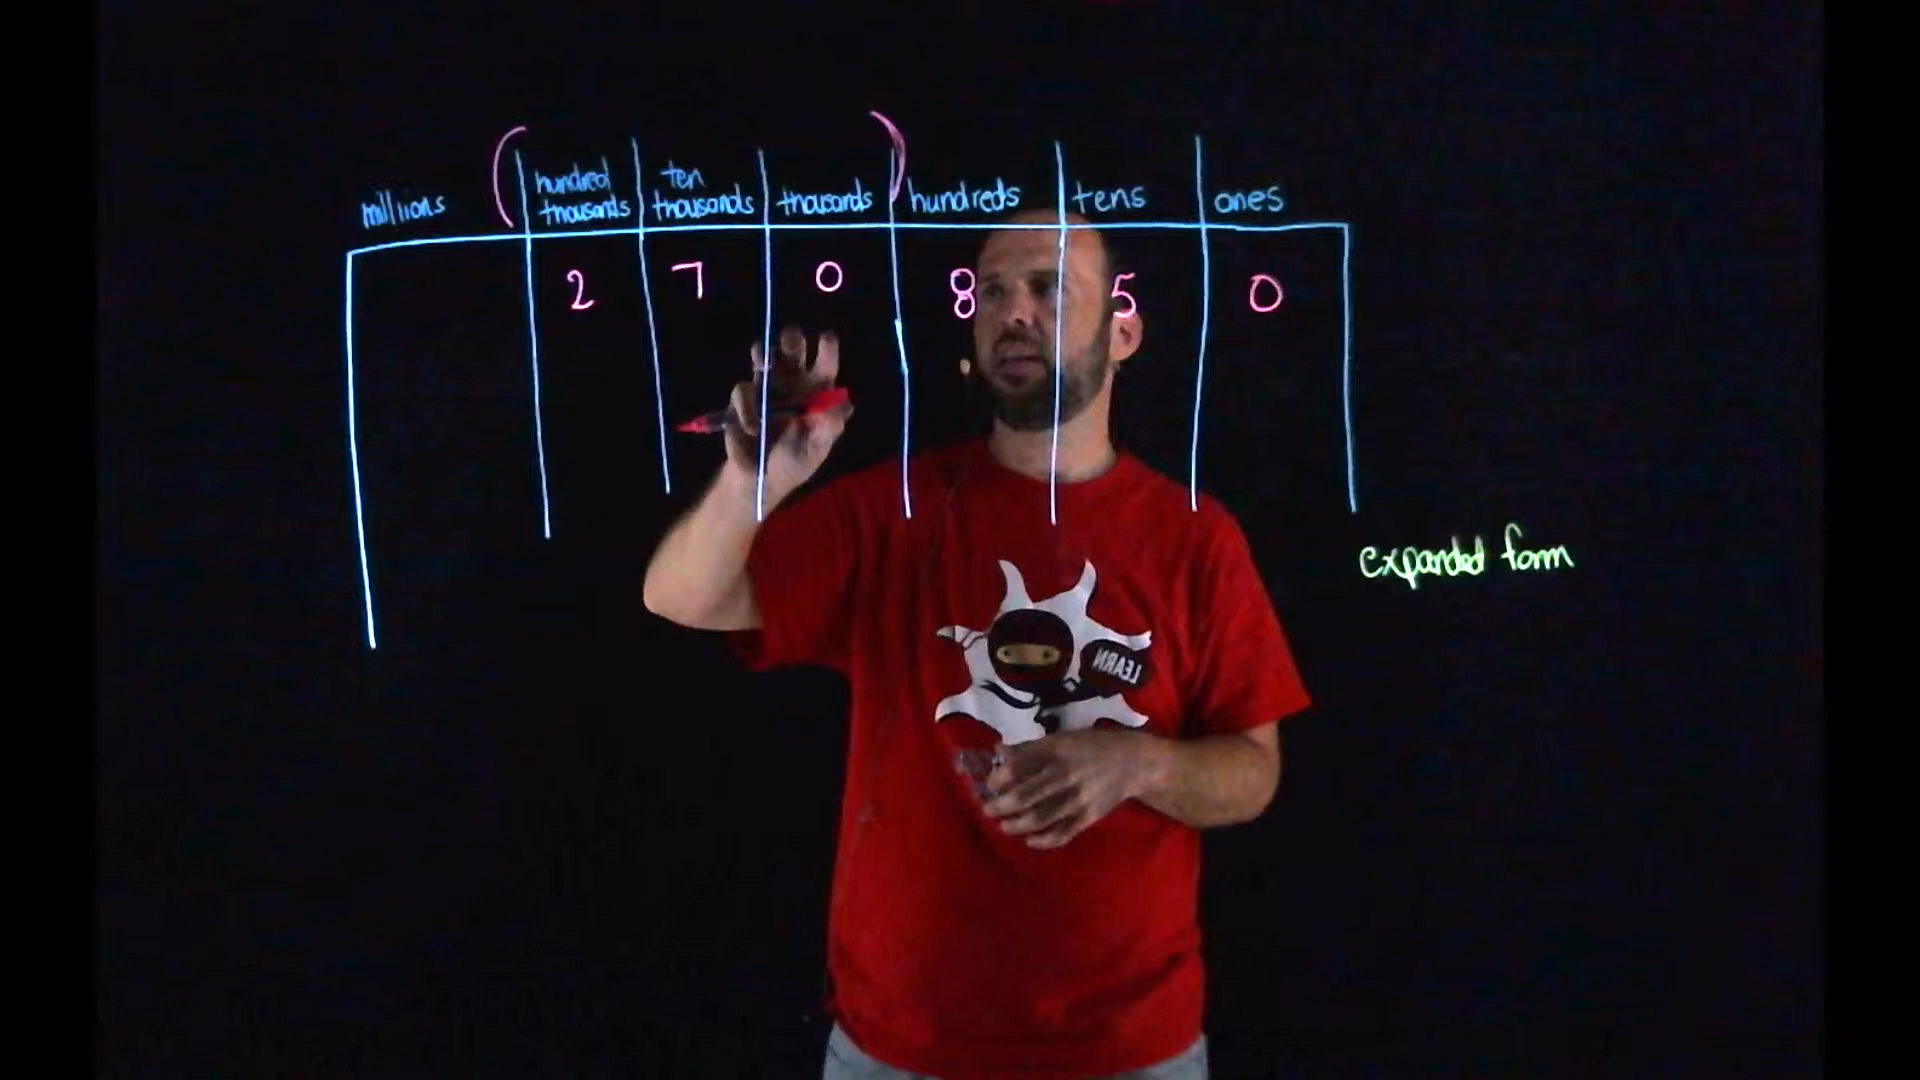 millions ( hundred thousands ten thousands thousands ) hundreds tens ones
2 7 0 8 5 0
expanded form
LEARN